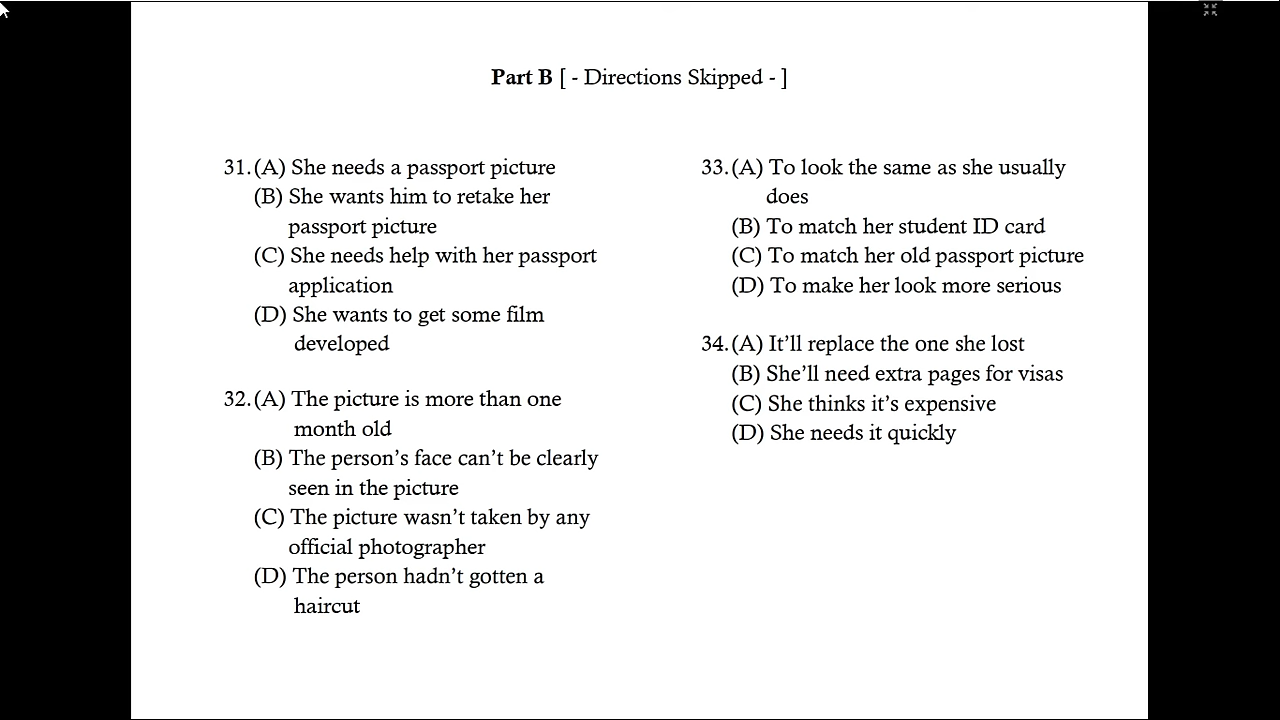 Part B [ - Directions Skipped - ]
31.(A) She needs a passport picture
(B) She wants him to retake her
passport picture
(C) She needs help with her passport
application
(D) She wants to get some film
developed
32.(A) The picture is more than one
month old
(B) The person’s face can’t be clearly
seen in the picture
(C) The picture wasn’t taken by any
official photographer
(D) The person hadn’t gotten a
haircut
33.(A) To look the same as she usually
does
(B) To match her student ID card
(C) To match her old passport picture
(D) To make her look more serious
34.(A) It’ll replace the one she lost
(B) She’ll need extra pages for visas
(C) She thinks it’s expensive
(D) She needs it quickly